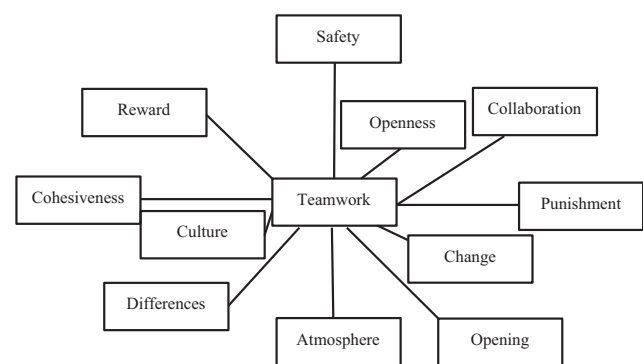 Safety
Reward
Collaboration
Openness
Cohesiveness
Teamwork
Punishment
Culture
Change
Differences
Atmosphere
Opening